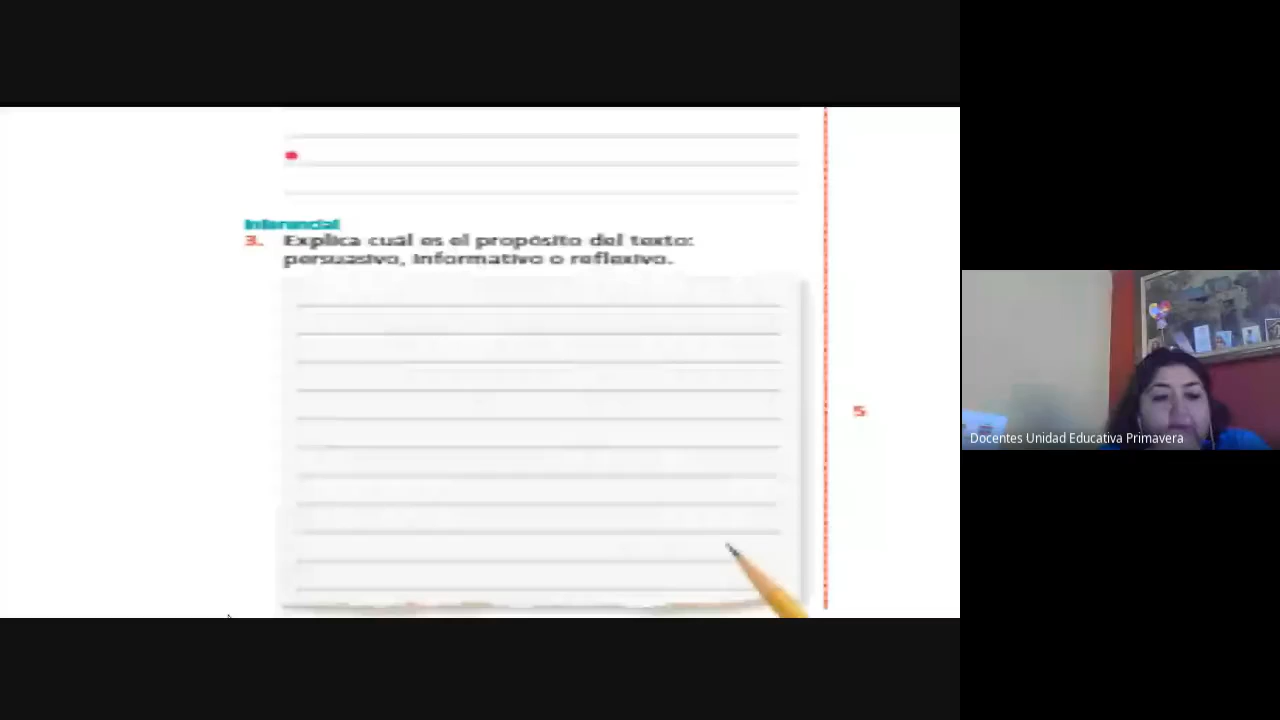 Inferencial
3. Explica cuál es el propósito del texto:
persuasivo, informativo o reflexivo.
5
Docentes Unidad Educativa Primavera